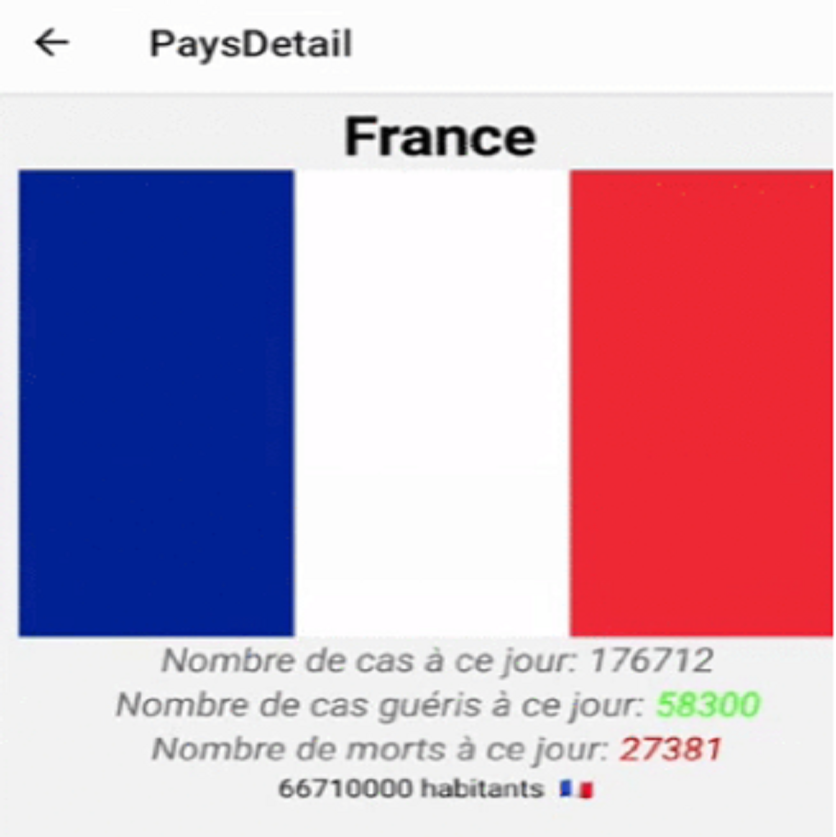 PaysDetail
France
Nombre de cas à ce jour: 176712
Nombre de cas guéris à ce jour: 58300
Nombre de morts à ce jour: 27381
66710000 habitants 🇫🇷